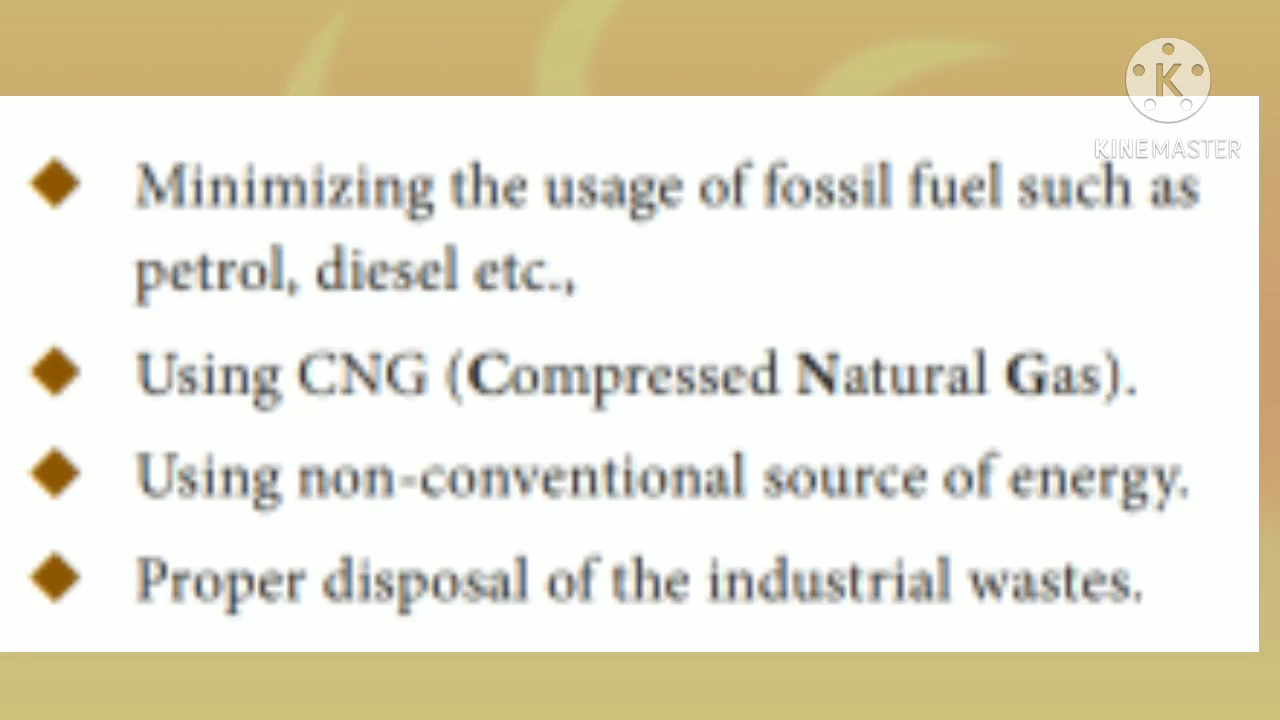 K
KINEMASTER
Minimizing the usage of fossil fuel such as
petrol, diesel etc.,
Using CNG (Compressed Natural Gas).
Using non-conventional source of energy.
Proper disposal of the industrial wastes.